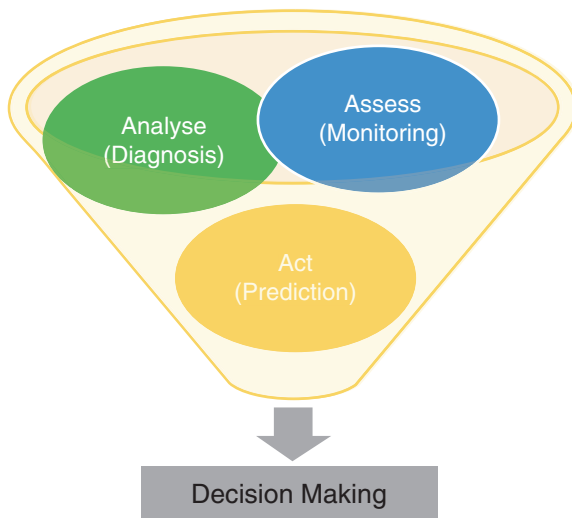 Analyse
(Diagnosis)
Assess
(Monitoring)
Act
(Prediction)
Decision Making